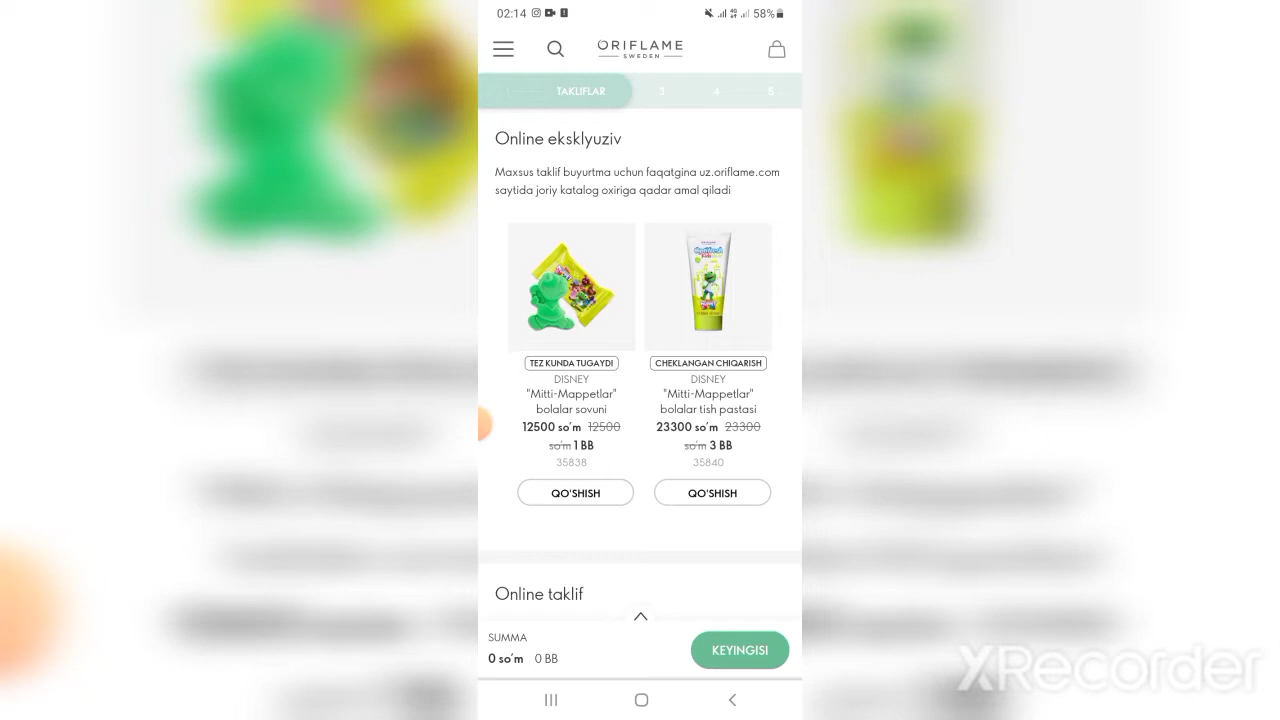 02:14 58%
ORIFLAME
SWEDEN
1 TAKLIFLAR 3 4 5
Online eksklyuziv
Maxsus taklif buyurtma uchun faqatgina uz.oriflame.com
saytida joriy katalog oxiriga qadar amal qiladi
TEZ KUNDA TUGAYDI
DISNEY
"Mitti-Mappetlar"
bolalar sovuni
12500 so'm 12500
so'm 1 BB
35838
QO'SHISH
CHEKLANGAN CHIQARISH
DISNEY
"Mitti-Mappetlar"
bolalar tish pastasi
23300 so'm 23300
so'm 3 BB
35840
QO'SHISH
Online taklif
SUMMA
0 so'm 0 BB
KEYINGISI
XRecorder